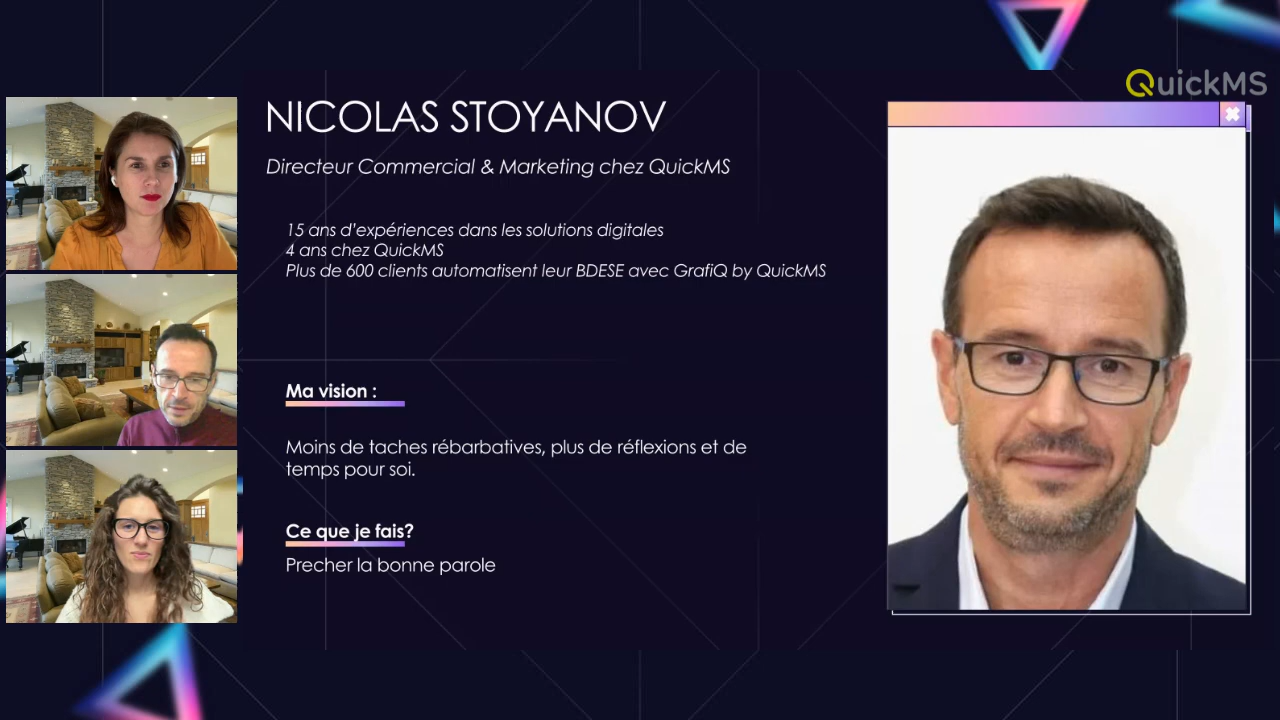 QuickMS
NICOLAS STOYANOV
Directeur Commercial & Marketing chez QuickMS
15 ans d'expériences dans les solutions digitales
4 ans chez QuickMS
Plus de 600 clients automatisent leur BDESE avec GrafiQ by QuickMS
Ma vision :
Moins de taches rébarbatives, plus de réflexions et de
temps pour soi.
Ce que je fais?
Precher la bonne parole